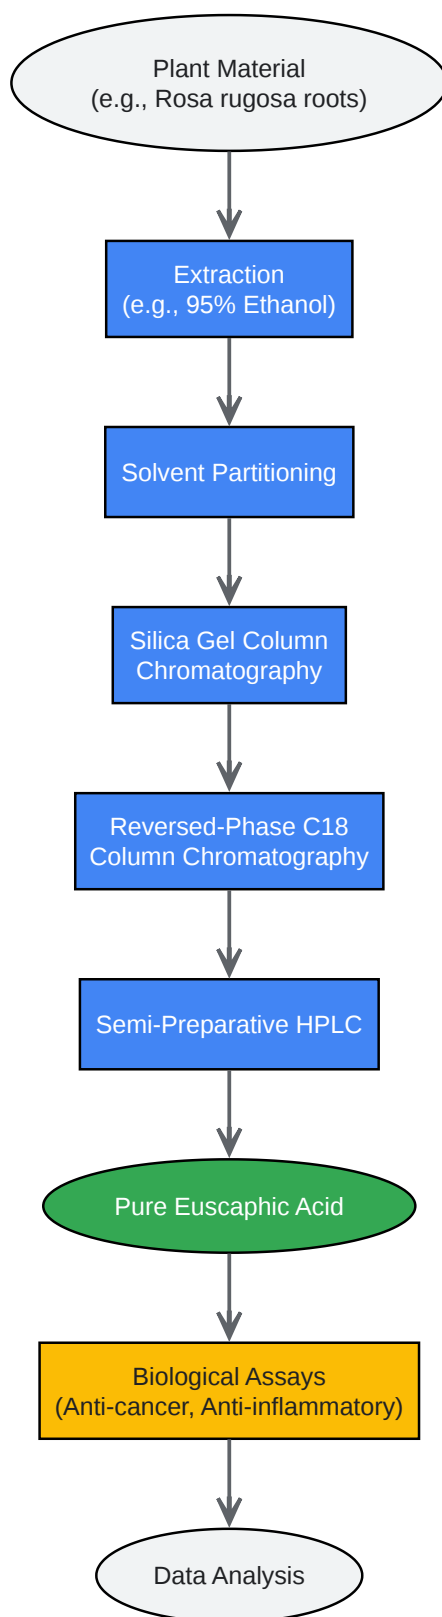 Plant Material
(e.g., Rosa rugosa roots)
Extraction
(e.g., 95% Ethanol)
Solvent Partitioning
Silica Gel Column
Chromatography
Reversed-Phase C18
Column Chromatography
Semi-Preparative HPLC
Pure Euscaphic Acid
Biological Assays
(Anti-cancer, Anti-inflammatory)
Data Analysis